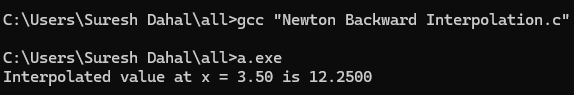 C:\Users\Suresh Dahal\all>gcc "Newton Backward Interpolation.c"
C:\Users\Suresh Dahal\all>a.exe
Interpolated value at x = 3.50 is 12.2500